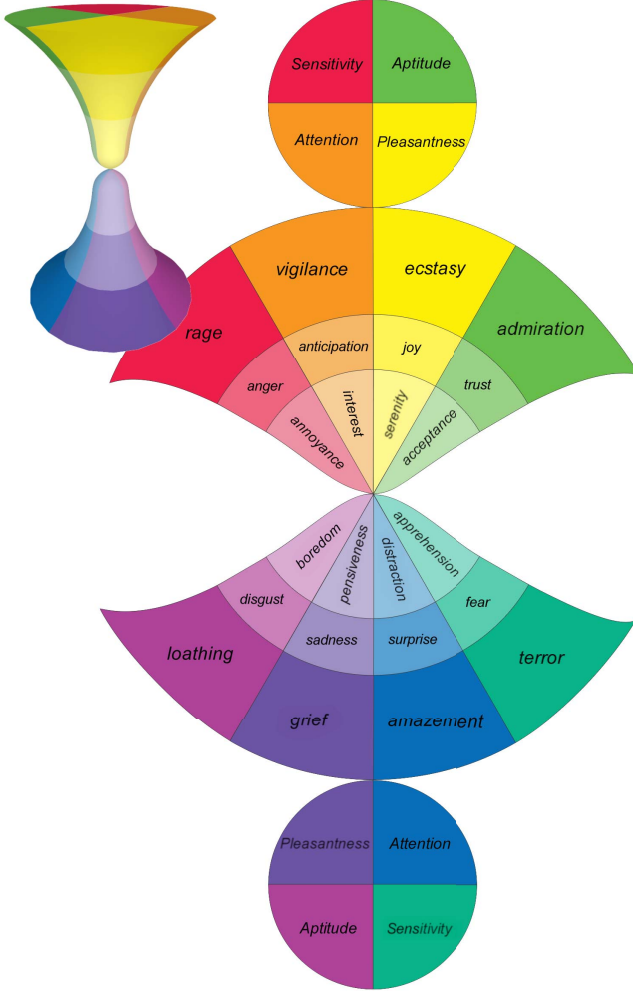 Sensitivity
Aptitude
Attention
Pleasantness
vigilance
ecstasy
rage
admiration
anticipation
joy
anger
trust
interest
serenity
annoyance
acceptance
boredom
pensiveness
distraction
apprehension
disgust
fear
sadness
surprise
loathing
terror
grief
amazement
Pleasantness
Attention
Aptitude
Sensitivity